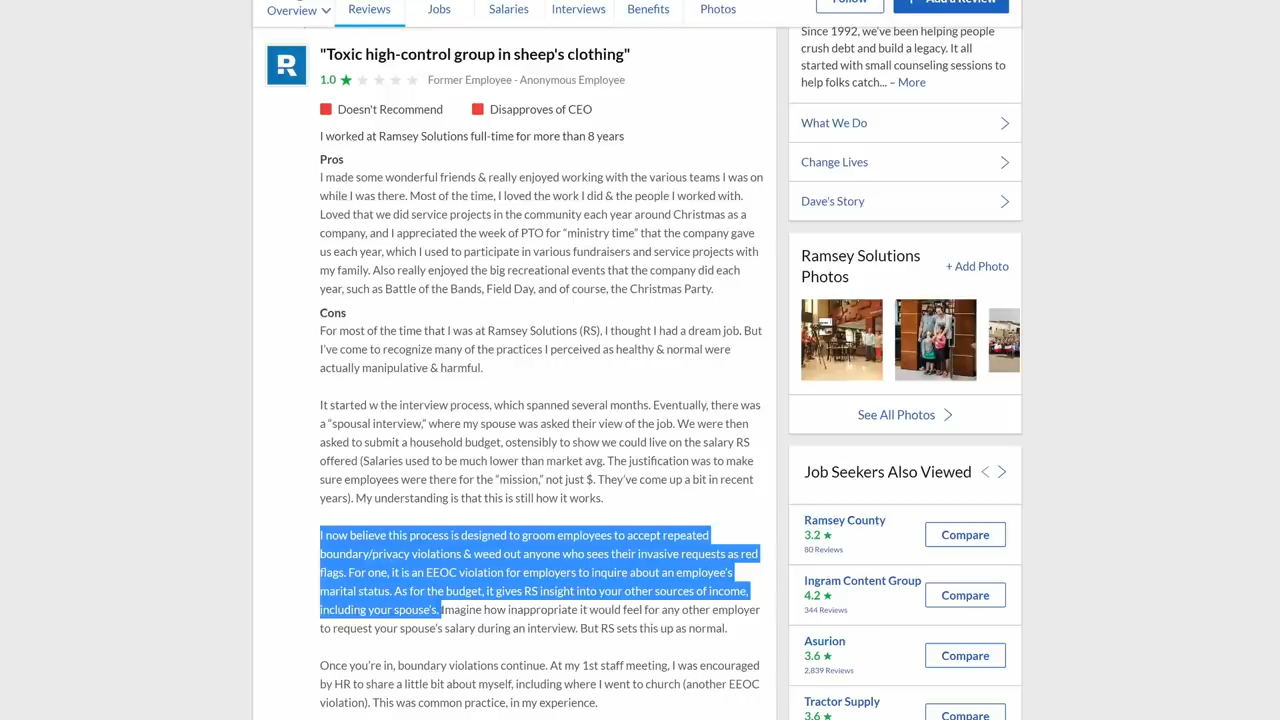 Overview
Reviews
Jobs
Salaries
Interviews
Benefits
Photos
"Toxic high-control group in sheep's clothing"
1.0 ★ Former Employee - Anonymous Employee
Doesn't Recommend
Disapproves of CEO
I worked at Ramsey Solutions full-time for more than 8 years
Pros
I made some wonderful friends & really enjoyed working with the various teams I was on
while I was there. Most of the time, I loved the work I did & the people I worked with.
Loved that we did service projects in the community each year around Christmas as a
company, and I appreciated the week of PTO for “ministry time” that the company gave
us each year, which I used to participate in various fundraisers and service projects with
my family. Also really enjoyed the big recreational events that the company did each
year, such as Battle of the Bands, Field Day, and of course, the Christmas Party.
Cons
For most of the time that I was at Ramsey Solutions (RS), I thought I had a dream job. But
I’ve come to recognize many of the practices I perceived as healthy & normal were
actually manipulative & harmful.
It started w the interview process, which spanned several months. Eventually, there was
a “spousal interview,” where my spouse was asked their view of the job. We were then
asked to submit a household budget, ostensibly to show we could live on the salary RS
offered (Salaries used to be much lower than market avg. The justification was to make
sure employees were there for the “mission,” not just $. They’ve come up a bit in recent
years). My understanding is that this is still how it works.
I now believe this process is designed to groom employees to accept repeated
boundary/privacy violations & weed out anyone who sees their invasive requests as red
flags. For one, it is an EEOC violation for employers to inquire about an employee’s
marital status. As for the budget, it gives RS insight into your other sources of income,
including your spouse’s. Imagine how inappropriate it would feel for any other employer
to request your spouse’s salary during an interview. But RS sets this up as normal.
Once you’re in, boundary violations continue. At my 1st staff meeting, I was encouraged
by HR to share a little bit about myself, including where I went to church (another EEOC
violation). This was common practice, in my experience.
Since 1992, we’ve been helping people
crush debt and build a legacy. It all
started with small counseling sessions to
help folks catch... – More
What We Do
Change Lives
Dave's Story
Ramsey Solutions
Photos
+ Add Photo
See All Photos
Job Seekers Also Viewed
Ramsey County
3.2 ★
80 Reviews
Compare
Ingram Content Group
4.2 ★
344 Reviews
Compare
Asurion
3.6 ★
2,839 Reviews
Compare
Tractor Supply
3.6 ★
Compare